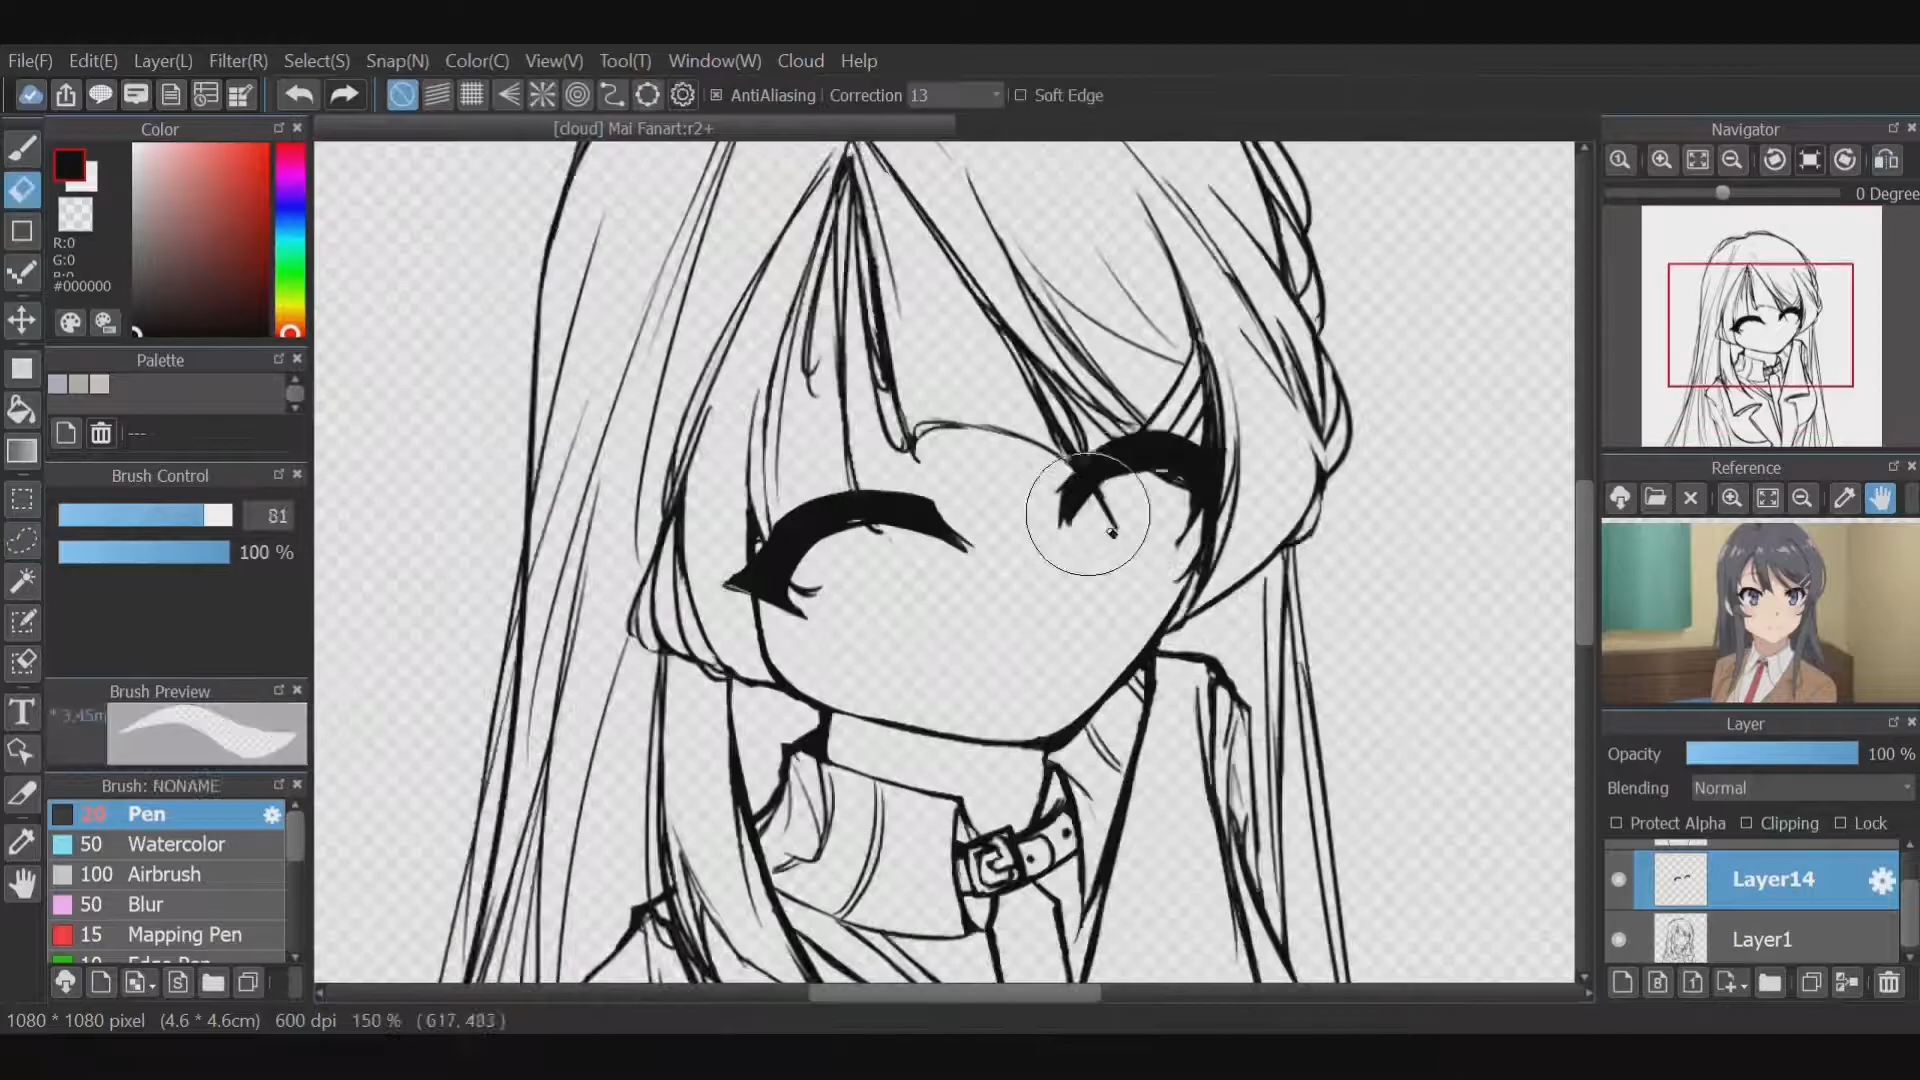 File(F) Edit(E) Layer(L) Filter(R) Select(S) Snap(N) Color(C) View(V) Tool(T) Window(W) Cloud Help
AntiAliasing Correction 13 Soft Edge
Color
[cloud] Mai Fanart:r2+
Navigator
0 Degree
R:0
G:0
#000000
Palette
---
Brush Control
81
100 %
Reference
Brush Preview
Layer
Opacity 100 %
Blending Normal
Protect Alpha Clipping Lock
Brush: NONAME
20 Pen
50 Watercolor
100 Airbrush
50 Blur
15 Mapping Pen
Layer14
Layer1
1080 * 1080 pixel (4.6 * 4.6cm) 600 dpi 150 %